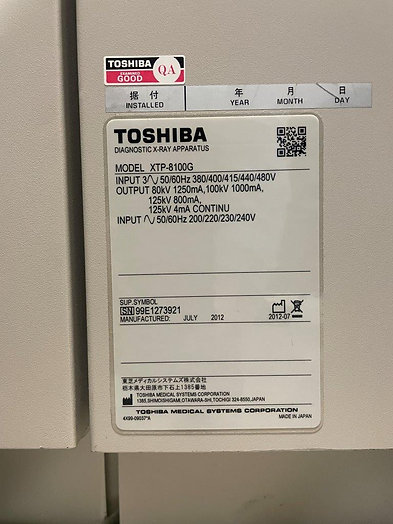 TOSHIBA
EXAMINED
GOOD
QA
据 付 年 月 日
INSTALLED YEAR MONTH DAY
TOSHIBA
DIAGNOSTIC X-RAY APPARATUS
MODEL XTP-8100G
INPUT 3∿ 50/60Hz 380/400/415/440/480V
OUTPUT 80kV 1250mA,100kV 1000mA,
125kV 800mA,
125kV 4mA CONTINU
INPUT ∿ 50/60Hz 200/220/230/240V
SUP.SYMBOL
SN 99E1273921
MANUFACTURED: JULY 2012
2012-07
東芝メディカルシステムズ株式会社
栃木県大田原市下石上1385番地
TOSHIBA MEDICAL SYSTEMS CORPORATION
1385,SHIMOISHIGAMI,OTAWARA-SHI,TOCHIGI 324-8550,JAPAN
TOSHIBA MEDICAL SYSTEMS CORPORATION
4X99-09037*A
MADE IN JAPAN